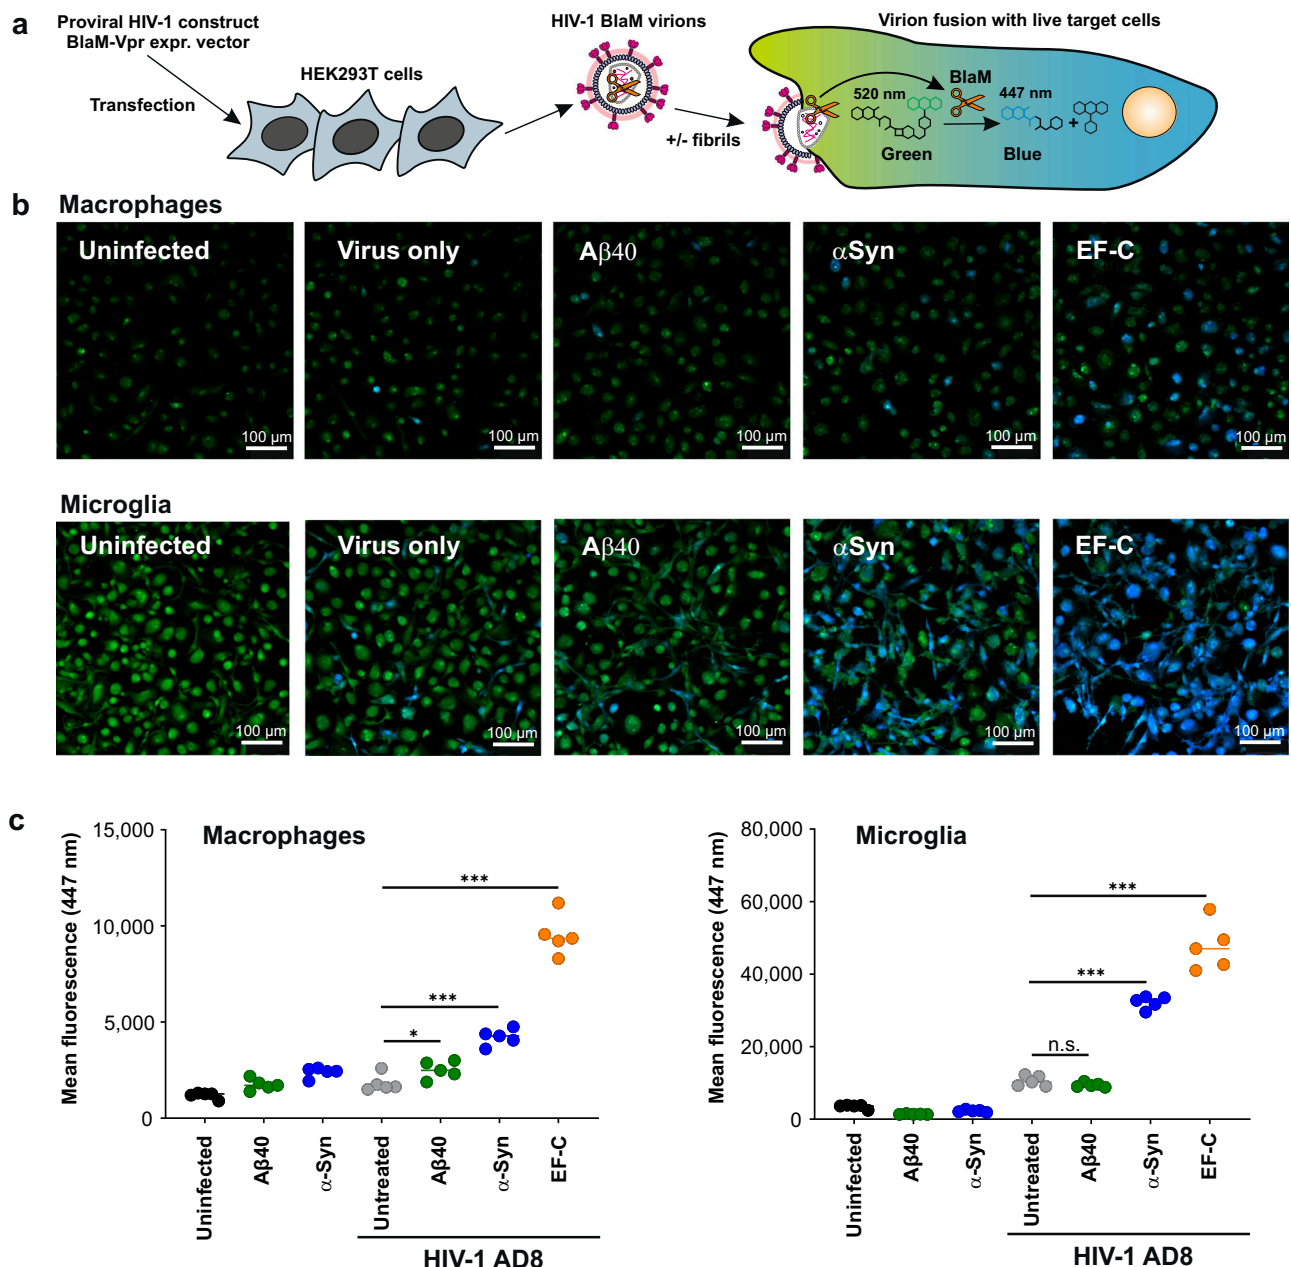 a
Proviral HIV-1 construct
BlaM-Vpr expr. vector
Transfection
HEK293T cells
HIV-1 BlaM virions
+/- fibrils
Virion fusion with live target cells
520 nm
BlaM
447 nm
+
Green
Blue
b
Macrophages
Uninfected
Virus only
Aβ40
αSyn
EF-C
100 µm
100 µm
100 µm
100 µm
100 µm
Microglia
Uninfected
Virus only
Aβ40
αSyn
EF-C
100 µm
100 µm
100 µm
100 µm
100 µm
c
Macrophages
Mean fluorescence (447 nm)
15,000
10,000
5,000
0
***
***
*
Uninfected
Aβ40
α-Syn
Untreated
Aβ40
α-Syn
EF-C
HIV-1 AD8
Microglia
Mean fluorescence (447 nm)
80,000
60,000
40,000
20,000
0
***
***
n.s.
Uninfected
Aβ40
α-Syn
Untreated
Aβ40
α-Syn
EF-C
HIV-1 AD8